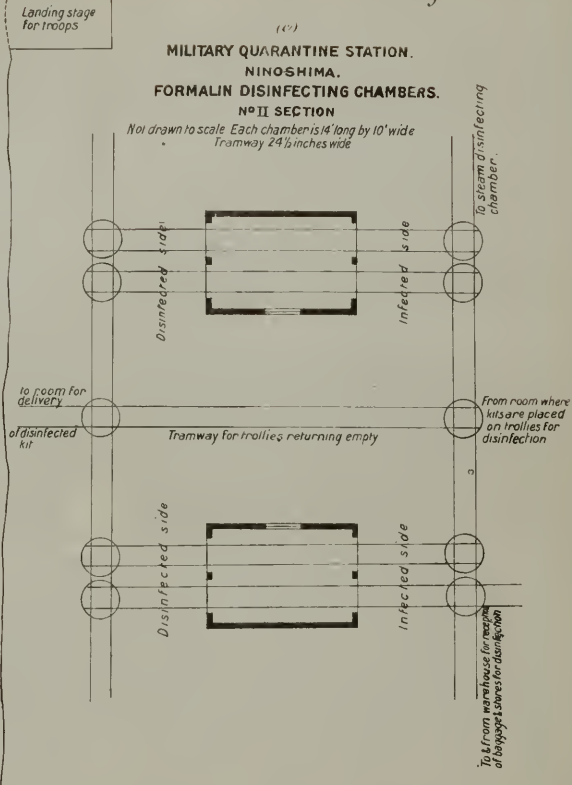 Landing stage
for troops
MILITARY QUARANTINE STATION.
NINOSHIMA.
FORMALIN DISINFECTING CHAMBERS.
Nº II SECTION
Not drawn to scale Each chamber is 14' long by 10' wide
Tramway 24½ inches wide
To steam disinfecting
chamber.
Disinfected side
Infected side
to room for
delivery
of disinfected
kit
Tramway for trollies returning empty
From room where
kits are placed
on trollies for
disinfection
Disinfected side
Infected side
To & from warehouse for
of baggage & stores for disinfection